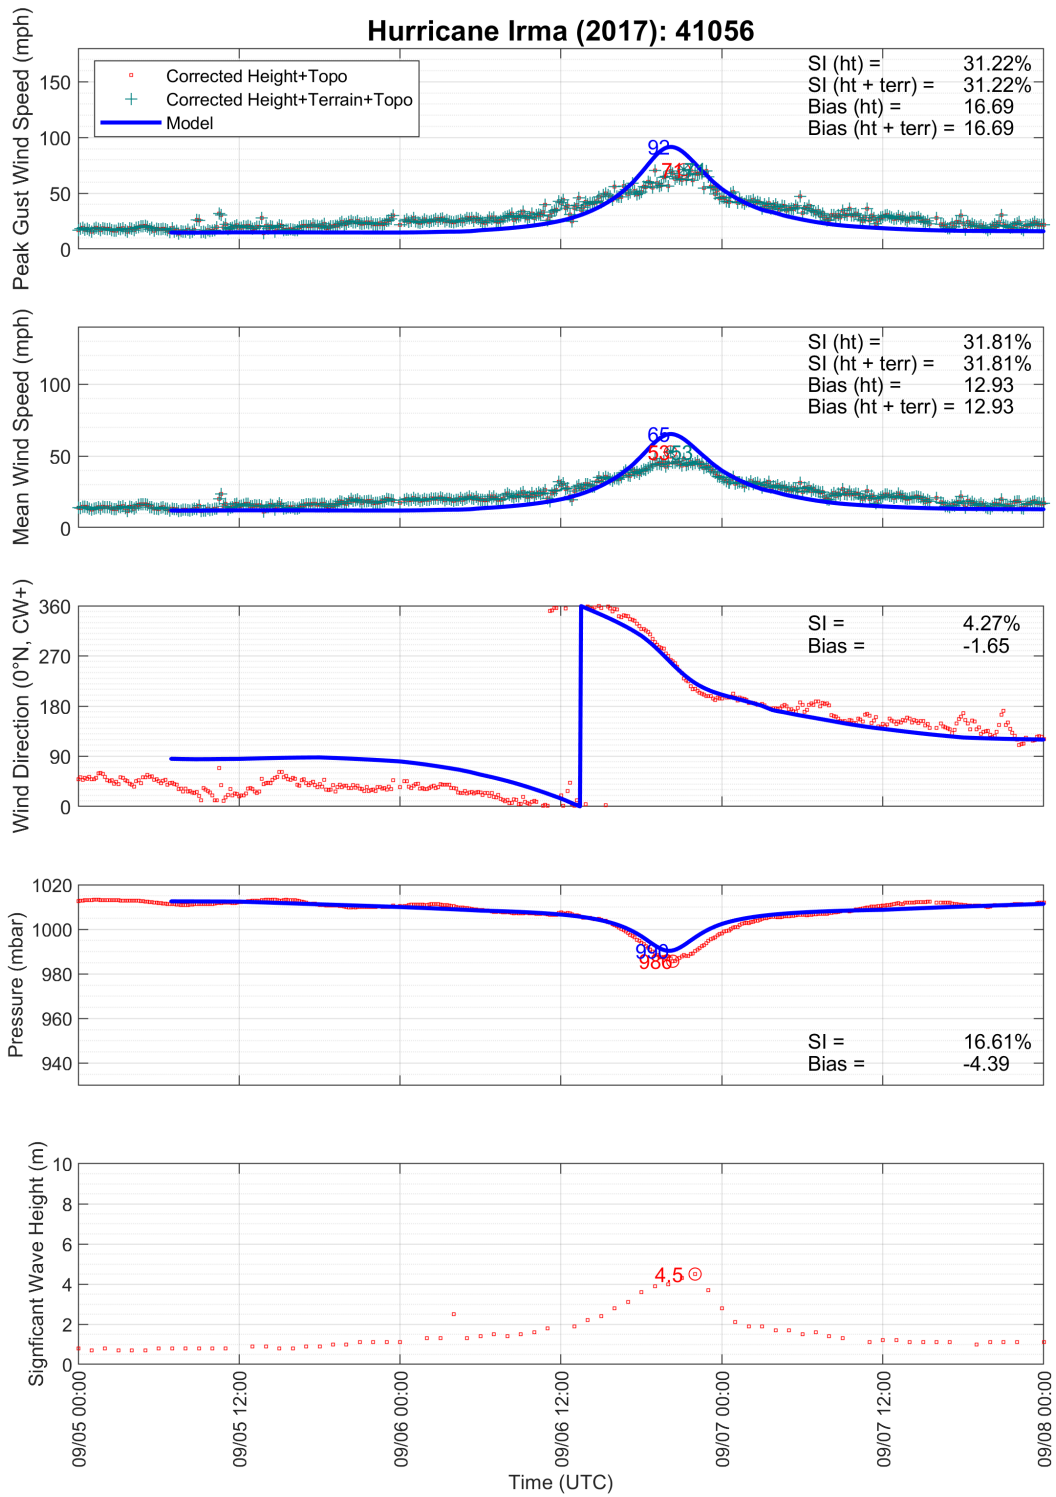 Hurricane Irma (2017): 41056
Peak Gust Wind Speed (mph)
150
100
50
0
Corrected Height+Topo
Corrected Height+Terrain+Topo
Model
SI (ht) = 31.22%
SI (ht + terr) = 31.22%
Bias (ht) = 16.69
Bias (ht + terr) = 16.69
92
71
Mean Wind Speed (mph)
100
50
0
SI (ht) = 31.81%
SI (ht + terr) = 31.81%
Bias (ht) = 12.93
Bias (ht + terr) = 12.93
65
53
53
Wind Direction (0°N, CW+)
360
270
180
90
0
SI = 4.27%
Bias = -1.65
Pressure (mbar)
1020
1000
980
960
940
990
986
SI = 16.61%
Bias = -4.39
Signficant Wave Height (m)
10
8
6
4
2
0
4.5
09/05 00:00
09/05 12:00
09/06 00:00
09/06 12:00
09/07 00:00
09/07 12:00
09/08 00:00
Time (UTC)